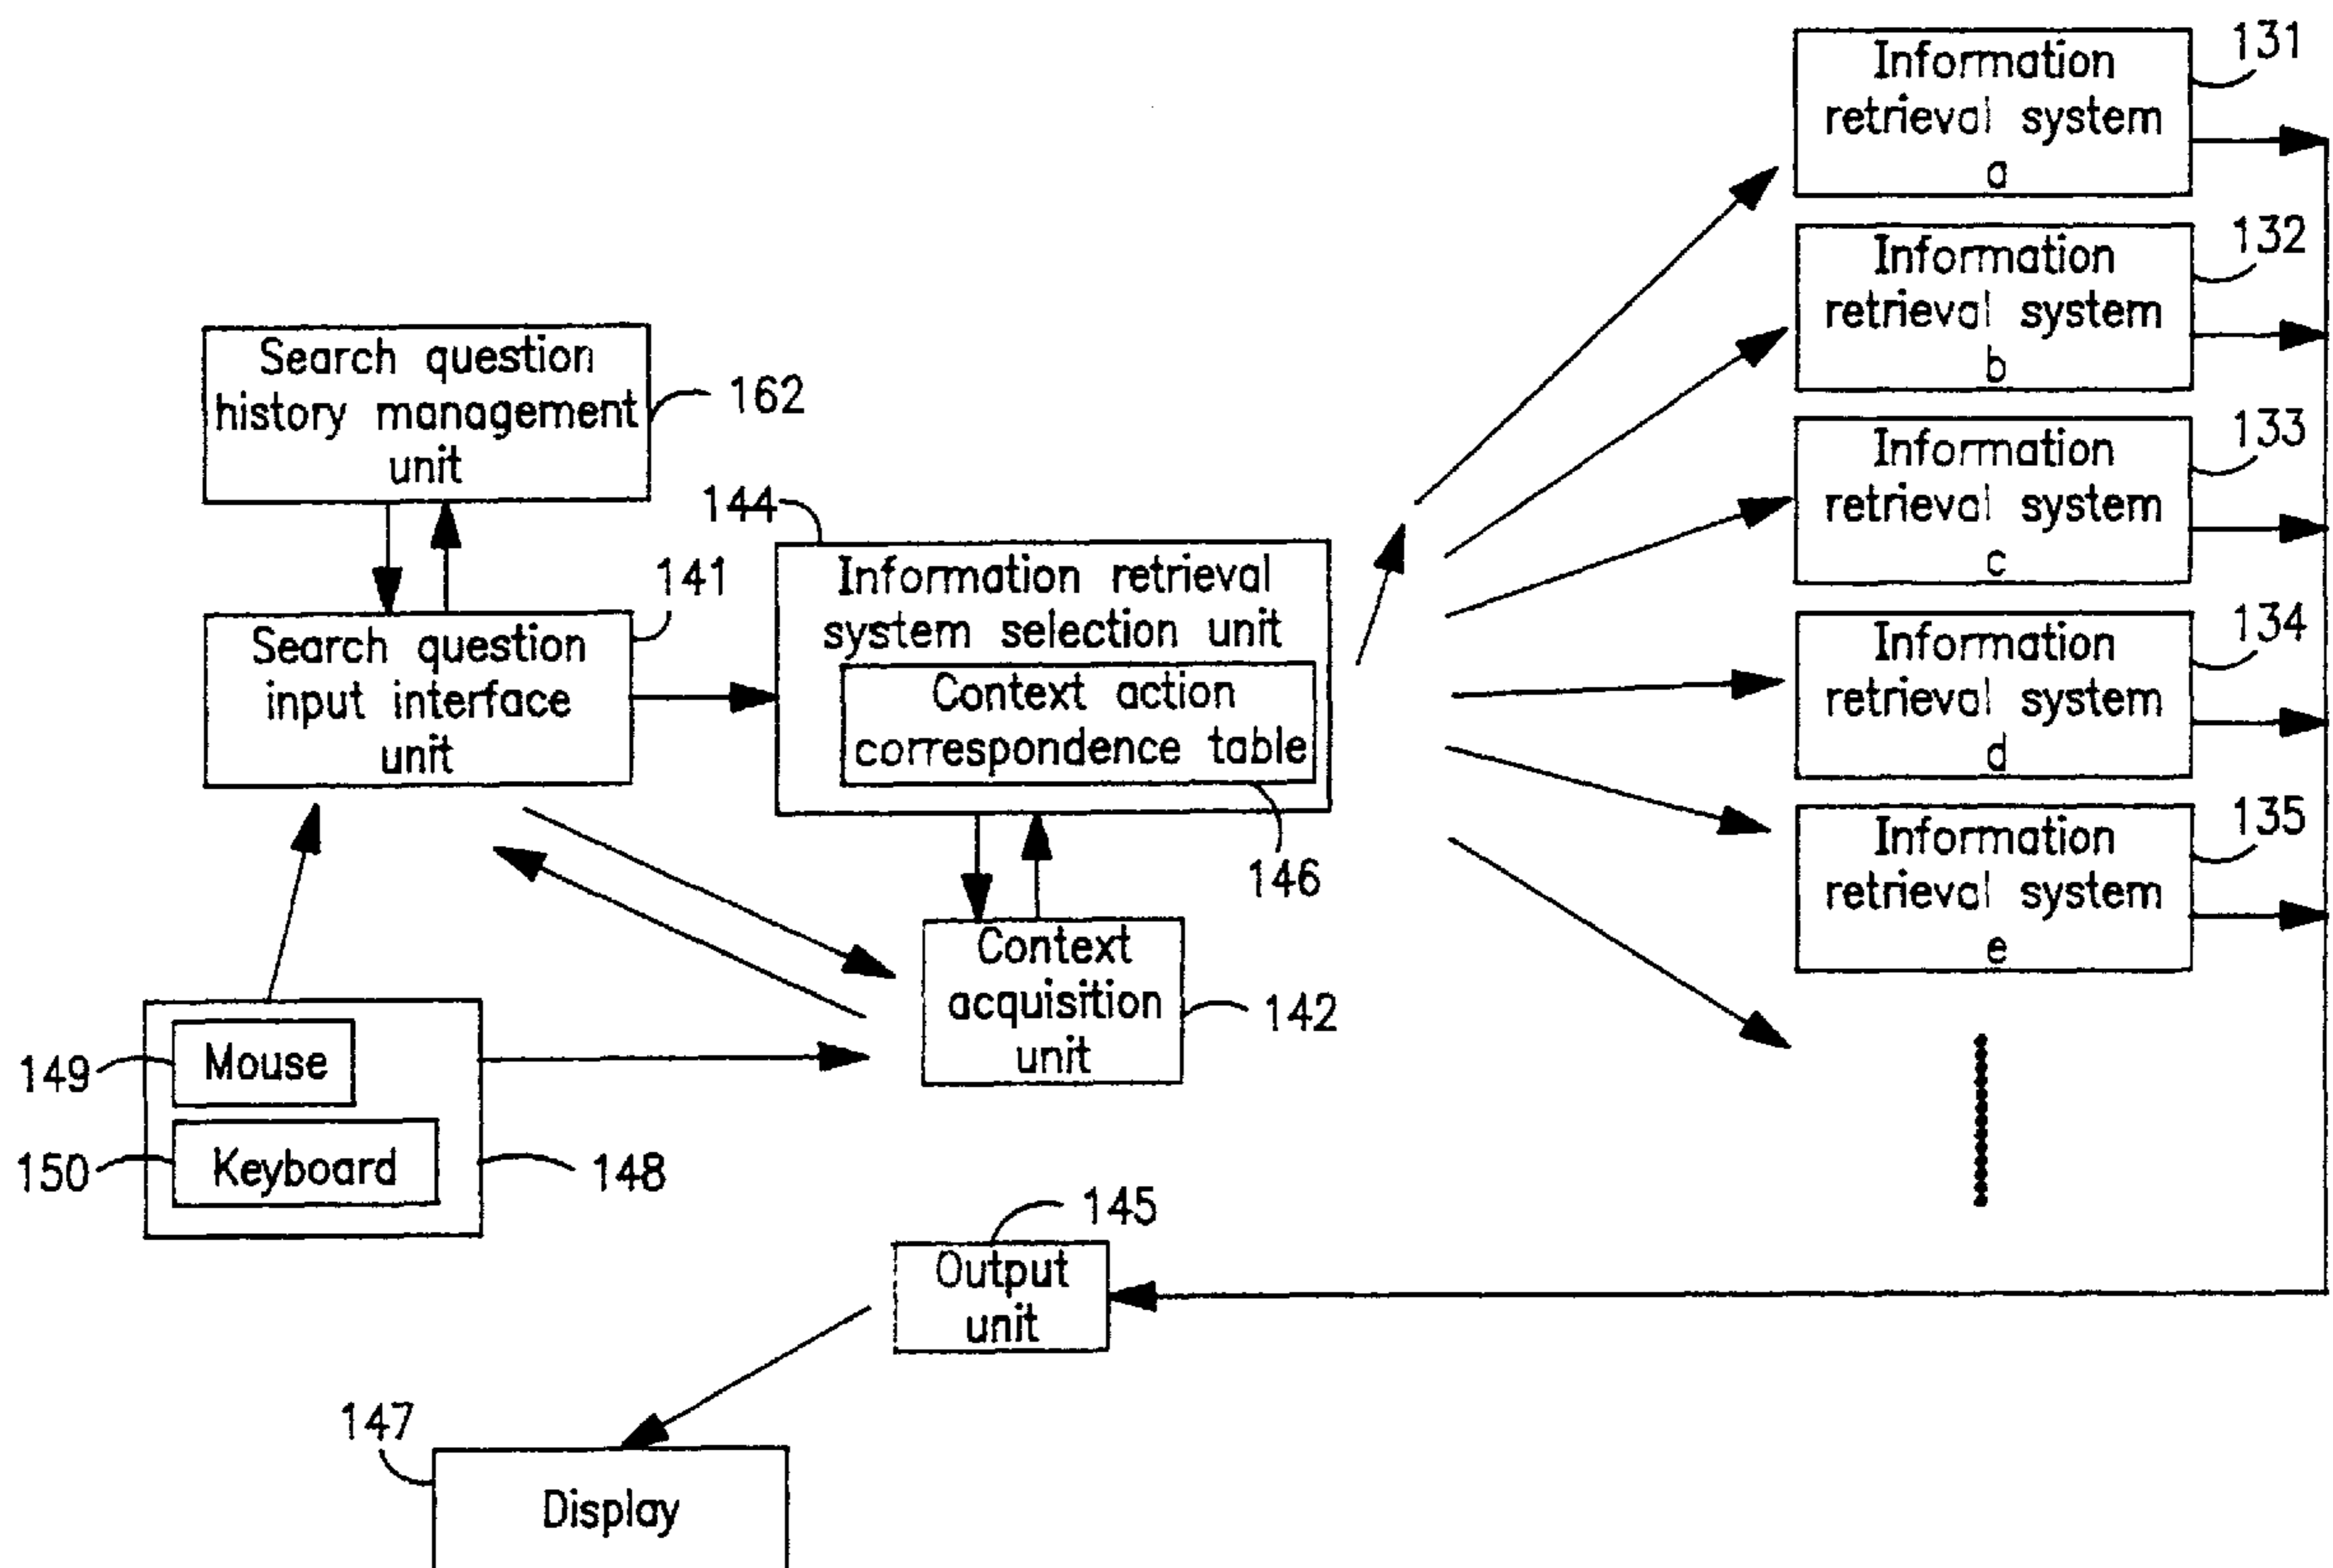 131
Information
retrieval system
a
132
Information
retrieval system
b
133
Information
retrieval system
c
134
Information
retrieval system
d
135
Information
retrieval system
e
Search question
history management
unit
162
141
Search question
input interface
unit
144
Information retrieval
system selection unit
Context action
correspondence table
146
Context
acquisition
unit
142
149
Mouse
150
Keyboard
148
145
Output
unit
147
Display